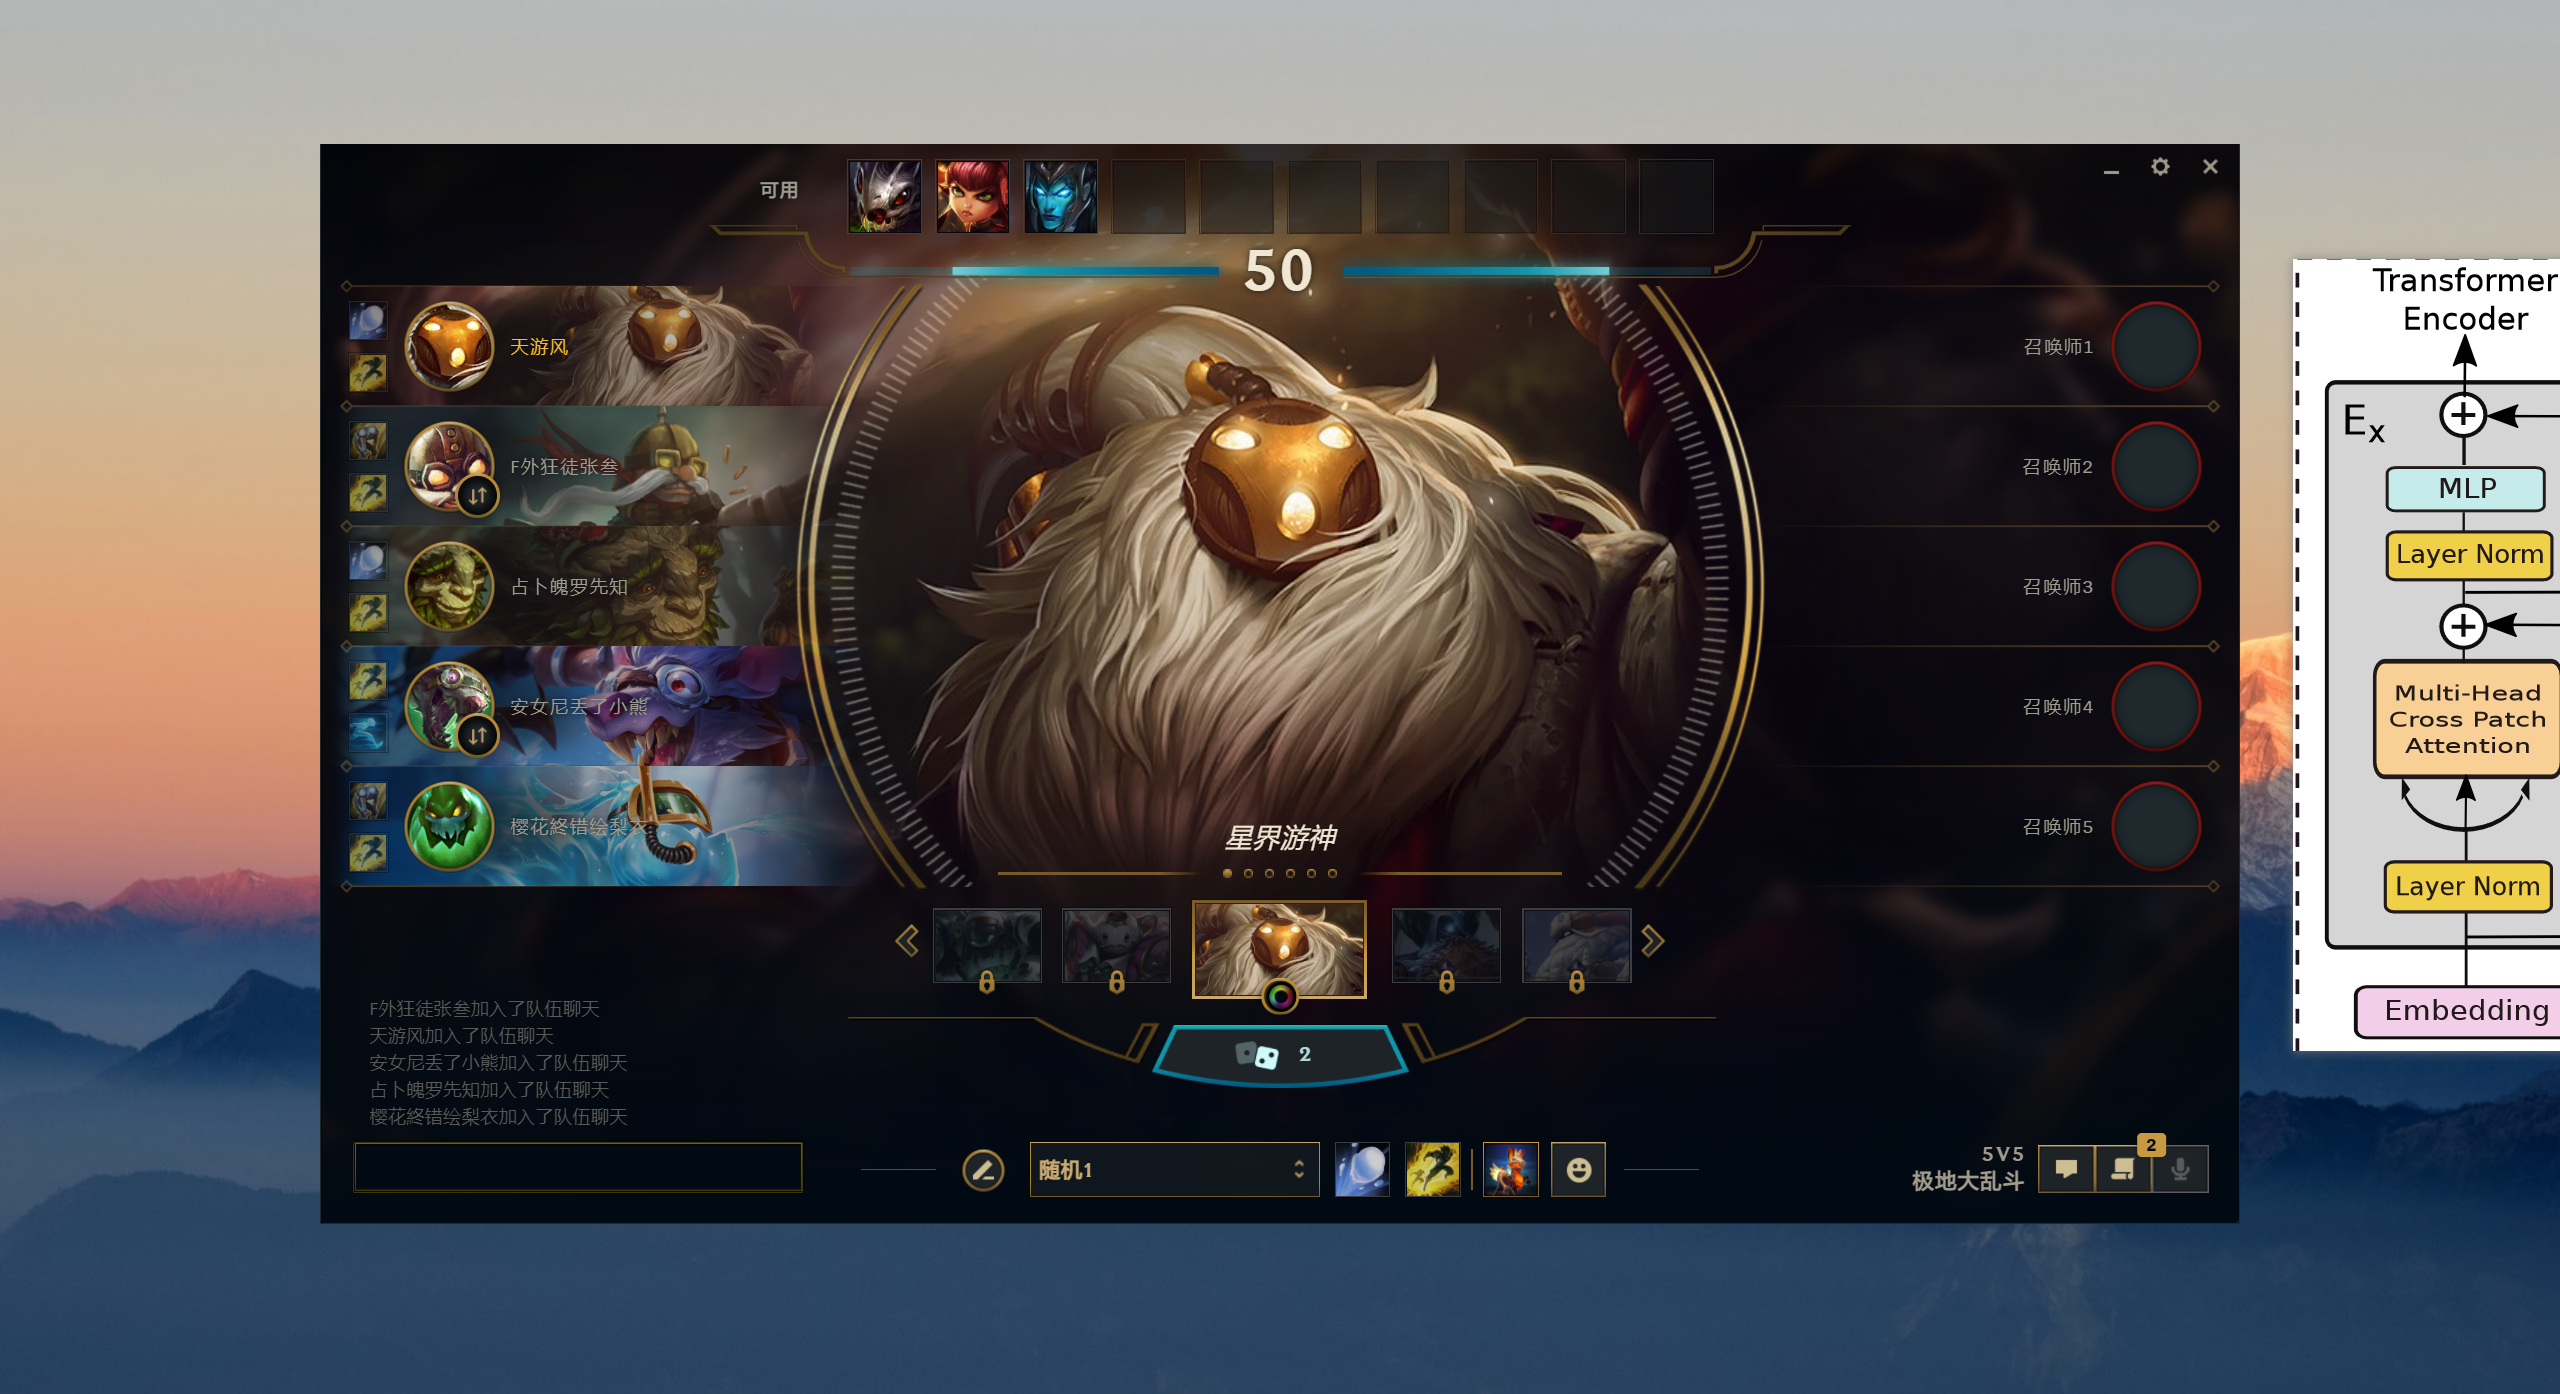 可用
50
天游风
F外狂徒张叁
占卜魄罗先知
安女尼丢了小熊
樱花終错绘梨衣
召唤师1
召唤师2
召唤师3
召唤师4
召唤师5
星界游神
2
F外狂徒张叁加入了队伍聊天
天游风加入了队伍聊天
安女尼丢了小熊加入了队伍聊天
占卜魄罗先知加入了队伍聊天
樱花終错绘梨衣加入了队伍聊天
随机1
5V5
极地大乱斗
2
Transformer
Encoder
Ex
MLP
Layer Norm
Multi-Head
Cross Patch
Attention
Layer Norm
Embedding